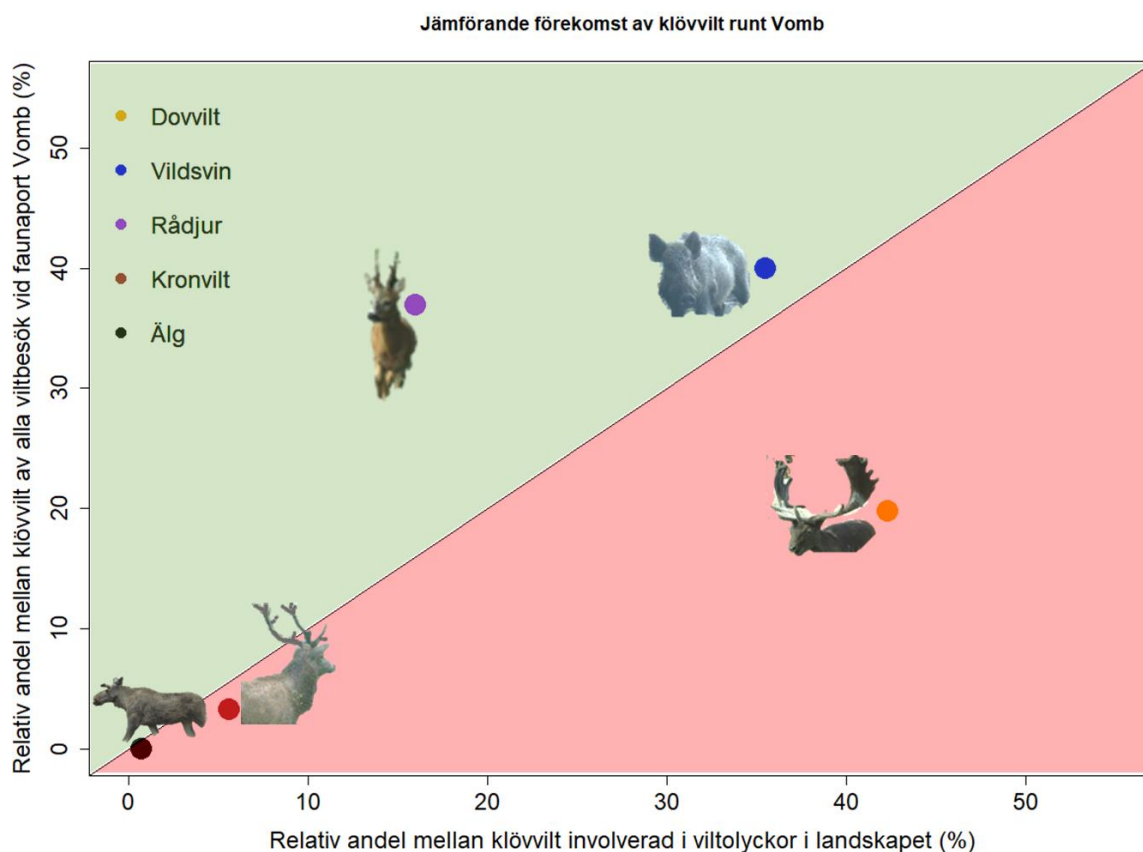 Jämförande förekomst av klövvilt runt Vomb
Relativ andel mellan klövvilt av alla viltbesök vid faunaport Vomb (%)
50
40
30
20
10
0
Dovvilt
Vildsvin
Rådjur
Kronvilt
Älg
0 10 20 30 40 50
Relativ andel mellan klövvilt involverad i viltolyckor i landskapet (%)